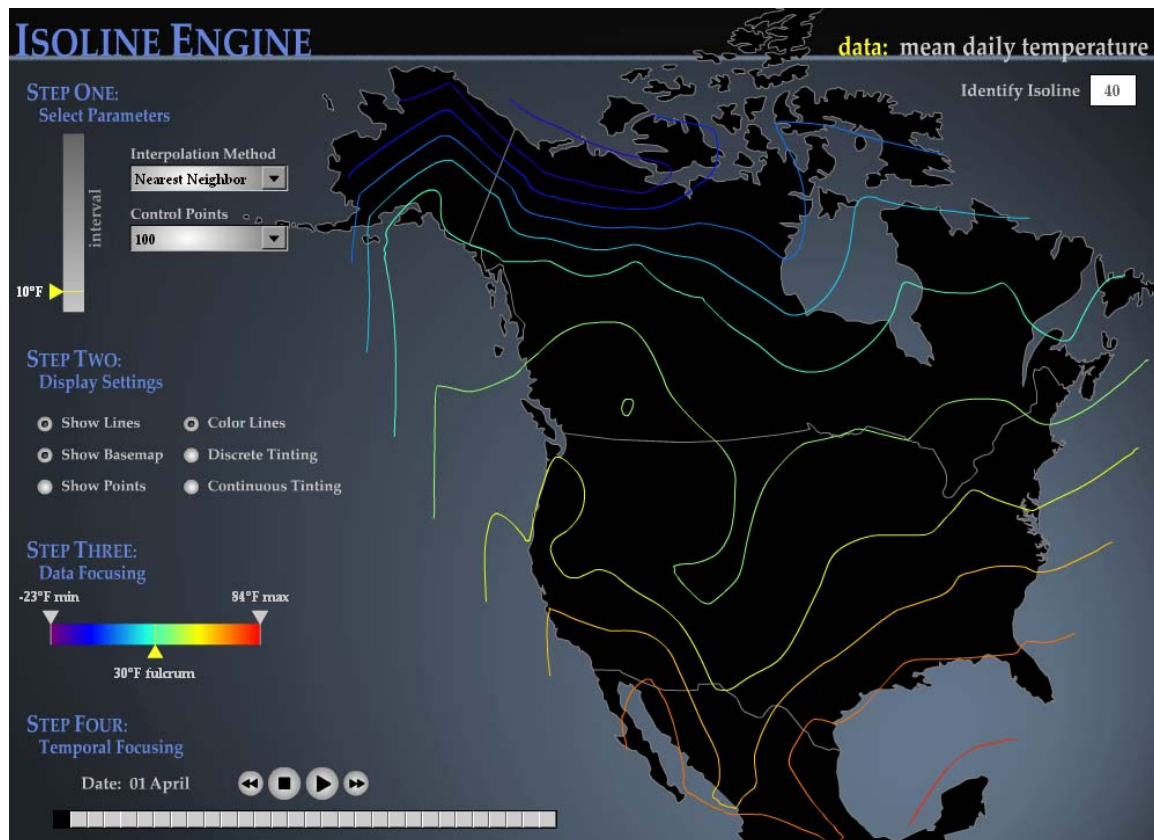 ISOLINE ENGINE
data: mean daily temperature
Identify Isoline 40
STEP ONE:
Select Parameters
Interpolation Method
Nearest Neighbor
Control Points
100
interval
10°F
STEP TWO:
Display Settings
Show Lines
Color Lines
Show Basemap
Discrete Tinting
Show Points
Continuous Tinting
STEP THREE:
Data Focusing
-23°F min
84°F max
30°F fulcrum
STEP FOUR:
Temporal Focusing
Date: 01 April